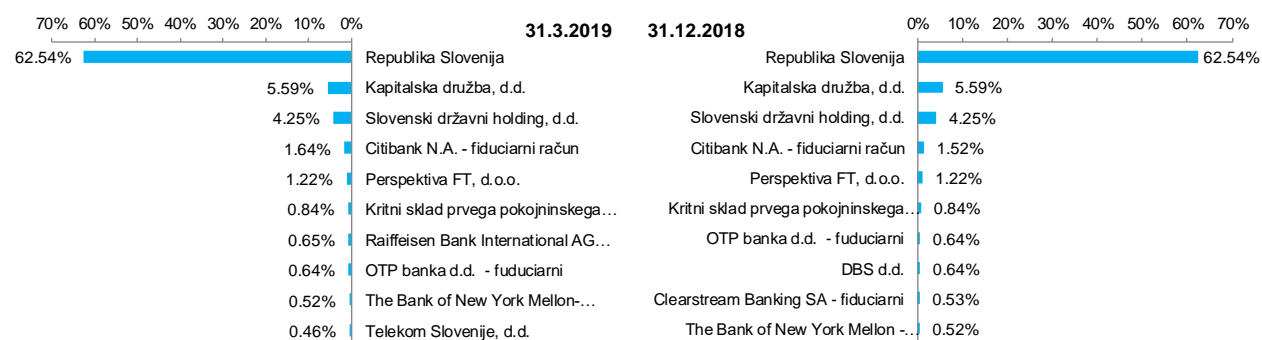 70% 60% 50% 40% 30% 20% 10% 0%
31.3.2019
62.54% Republika Slovenija
5.59% Kapitalska družba, d.d.
4.25% Slovenski državni holding, d.d.
1.64% Citibank N.A. - fiduciarni račun
1.22% Perspektiva FT, d.o.o.
0.84% Kritni sklad prvega pokojninskega…
0.65% Raiffeisen Bank International AG…
0.64% OTP banka d.d. - fuduciarni
0.52% The Bank of New York Mellon-…
0.46% Telekom Slovenije, d.d.
31.12.2018
0% 10% 20% 30% 40% 50% 60% 70%
Republika Slovenija 62.54%
Kapitalska družba, d.d. 5.59%
Slovenski državni holding, d.d. 4.25%
Citibank N.A. - fiduciarni račun 1.52%
Perspektiva FT, d.o.o. 1.22%
Kritni sklad prvega pokojninskega… 0.84%
OTP banka d.d. - fuduciarni 0.64%
DBS d.d. 0.64%
Clearstream Banking SA - fiduciarni 0.53%
The Bank of New York Mellon -… 0.52%